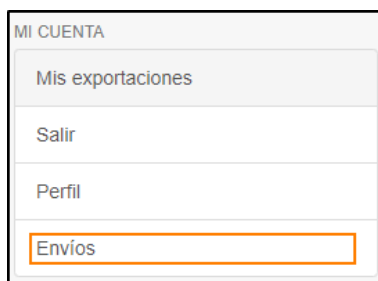 MI CUENTA
Mis exportaciones
Salir
Perfil
Envíos